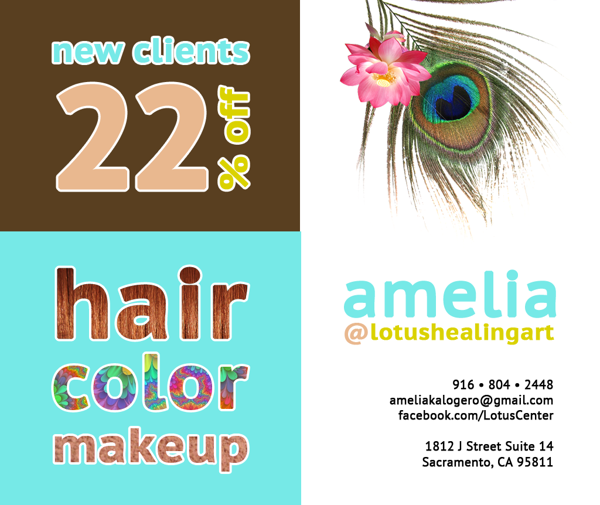 new clients
22
% off
hair
color
makeup
amelia
@lotushealingart
916 • 804 • 2448
ameliakalogero@gmail.com
facebook.com/LotusCenter
1812 J Street Suite 14
Sacramento, CA 95811